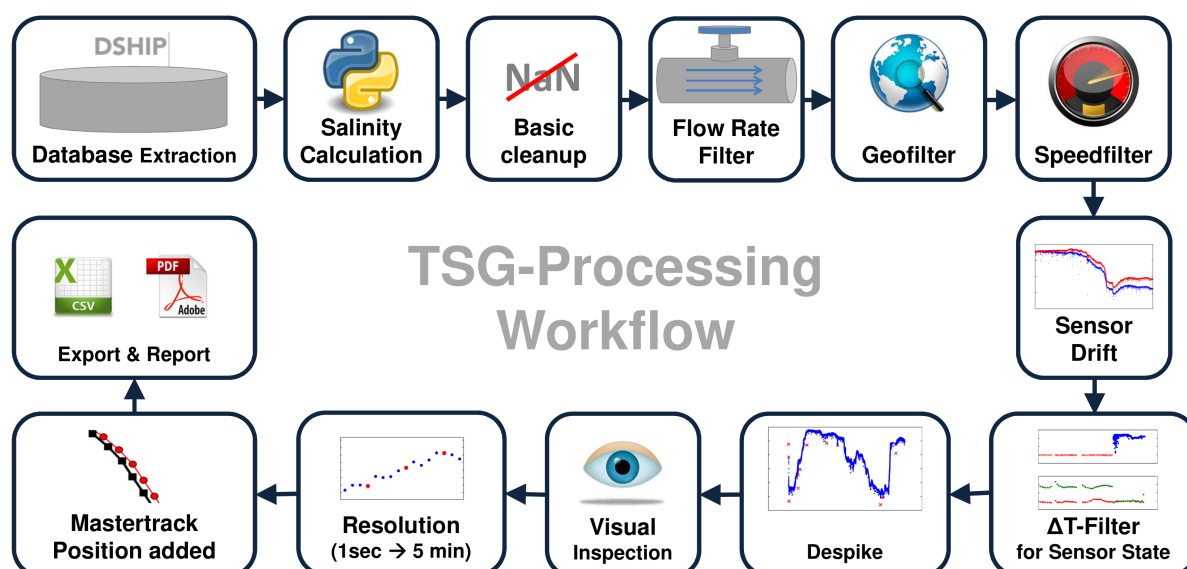 DSHIP
Database Extraction
Salinity
Calculation
NaN
Basic
cleanup
Flow Rate
Filter
Geofilter
Speedfilter
TSG-Processing
Workflow
Sensor
Drift
ΔT-Filter
for Sensor State
Despike
Visual
Inspection
Resolution
(1sec → 5 min)
Mastertrack
Position added
X
CSV
PDF
Adobe
Export & Report